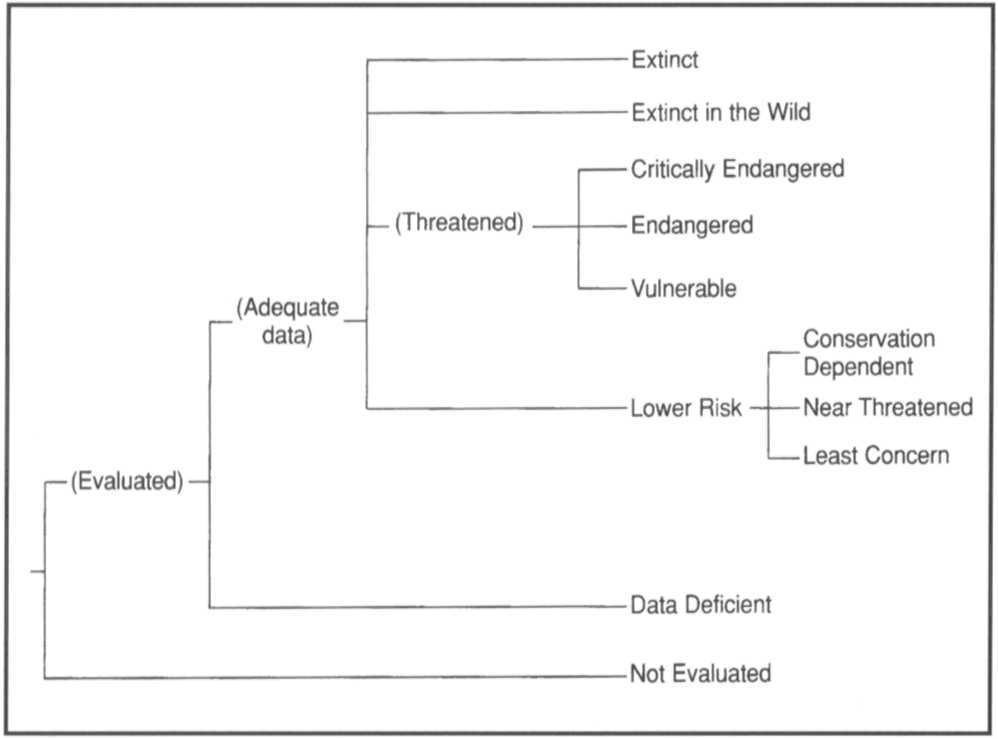 Extinct
Extinct in the Wild
Critically Endangered
(Threatened)
Endangered
Vulnerable
(Adequate
data)
Conservation
Dependent
Lower Risk
Near Threatened
Least Concern
(Evaluated)
Data Deficient
Not Evaluated